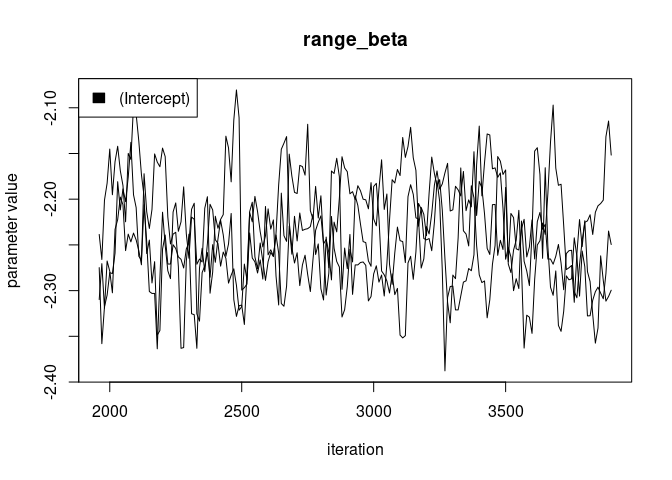 range_beta
(Intercept)
parameter value
-2.10
-2.20
-2.30
-2.40
2000 2500 3000 3500
iteration